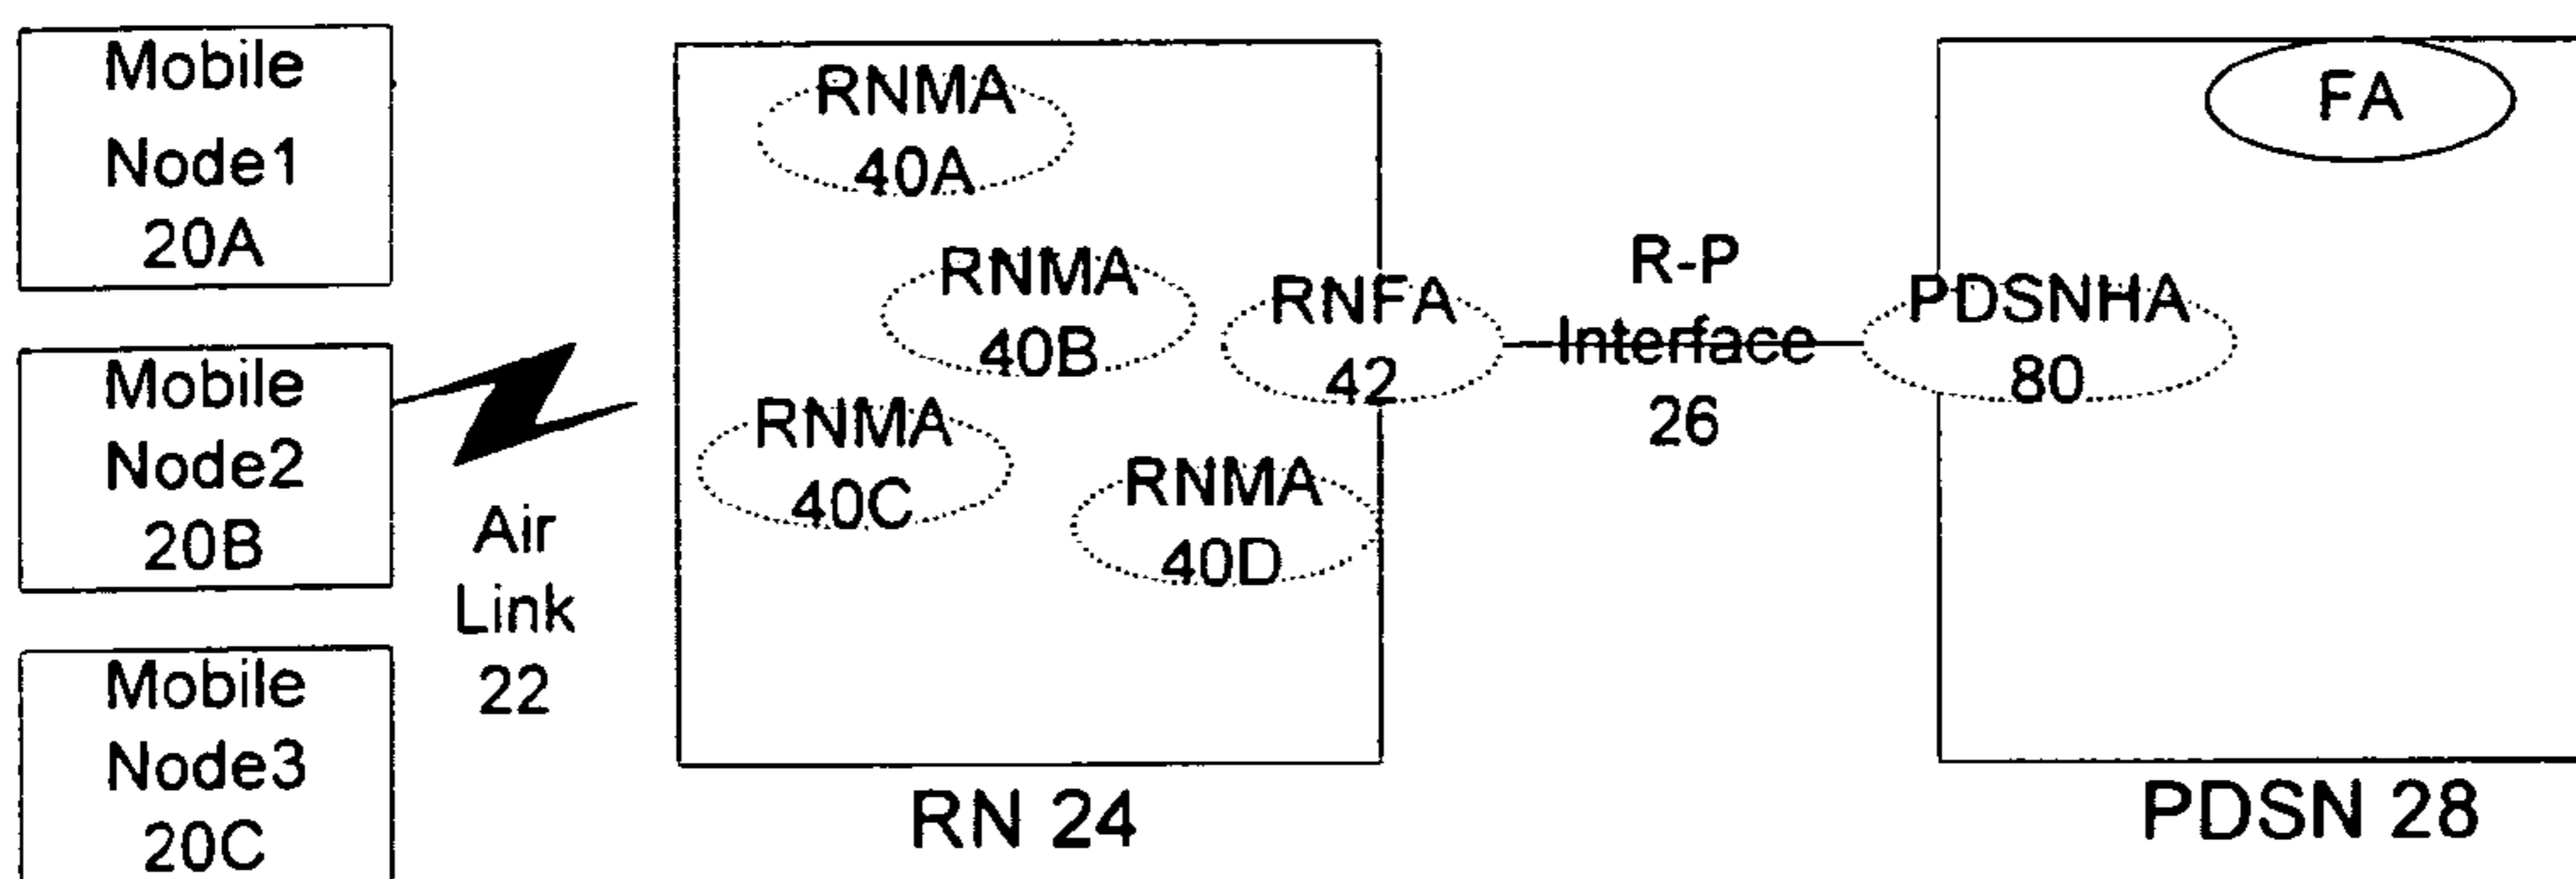 Mobile
Node1
20A
Mobile
Node2
20B
Mobile
Node3
20C
Air
Link
22
RNMA
40A
RNMA
40B
RNMA
40C
RNMA
40D
RNFA
42
RN 24
R-P
Interface
26
FA
PDSNHA
80
PDSN 28